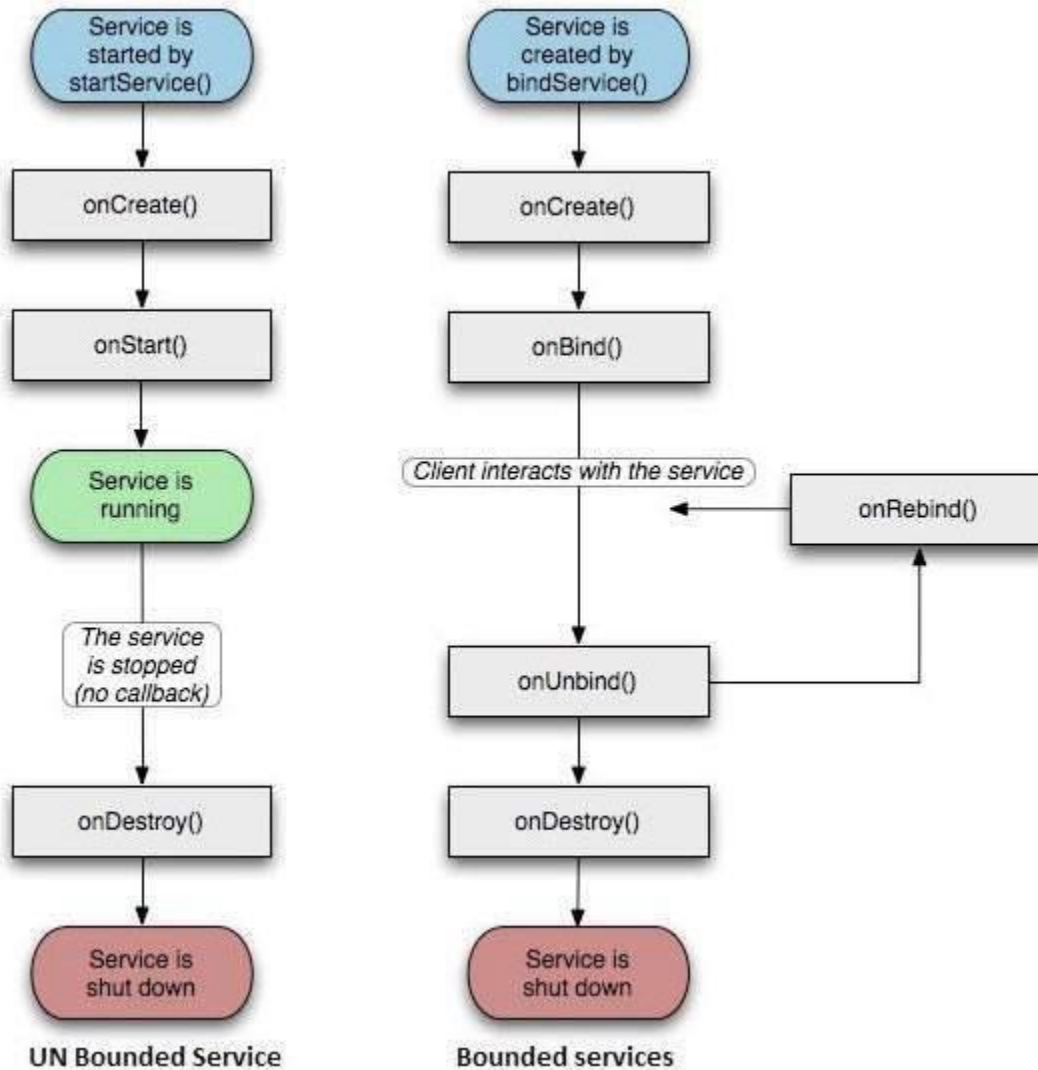 Service is
started by
startService()
onCreate()
onStart()
Service is
running
The service
is stopped
(no callback)
onDestroy()
Service is
shut down
UN Bounded Service
Service is
created by
bindService()
onCreate()
onBind()
Client interacts with the service
onRebind()
onUnbind()
onDestroy()
Service is
shut down
Bounded services